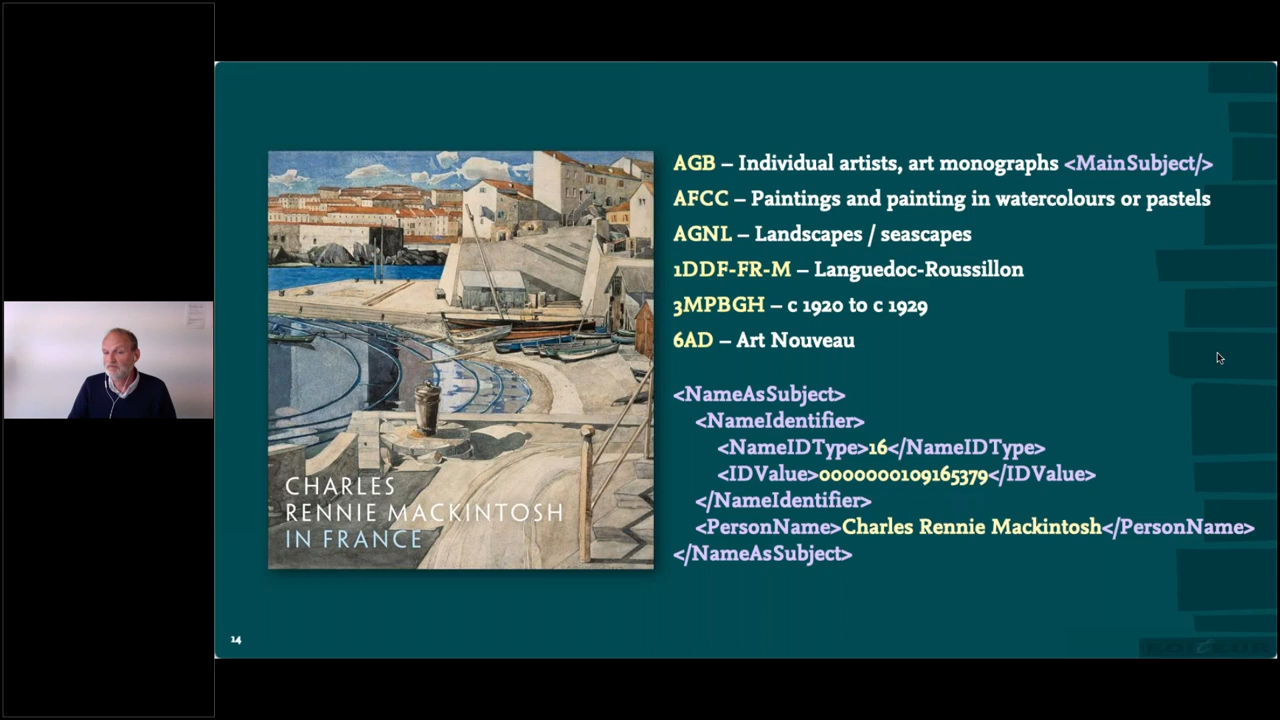 AGB – Individual artists, art monographs <MainSubject/>
AFCC – Paintings and painting in watercolours or pastels
AGNL – Landscapes / seascapes
1DDF-FR-M – Languedoc-Roussillon
3MPBGH – c 1920 to c 1929
6AD – Art Nouveau
<NameAsSubject>
<NameIdentifier>
<NameIDType>16</NameIDType>
<IDValue>0000000109165379</IDValue>
</NameIdentifier>
<PersonName>Charles Rennie Mackintosh</PersonName>
</NameAsSubject>
CHARLES
RENNIE MACKINTOSH
IN FRANCE
14
EDItEUR